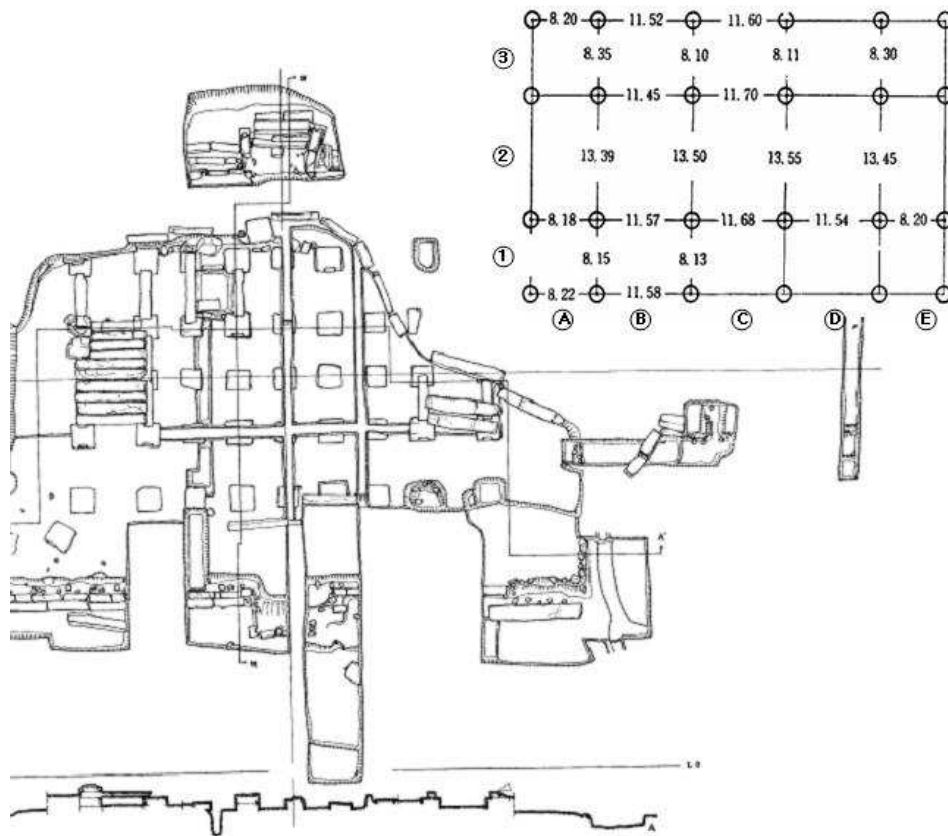 8.20 11.52 11.60
③ 8.35 8.10 8.11 8.30
11.45 11.70
② 13.39 13.50 13.55 13.45
8.18 11.57 11.68 11.54 8.20
① 8.15 8.13
8.22 11.58
Ⓐ Ⓑ Ⓒ Ⓓ Ⓔ
A'
A